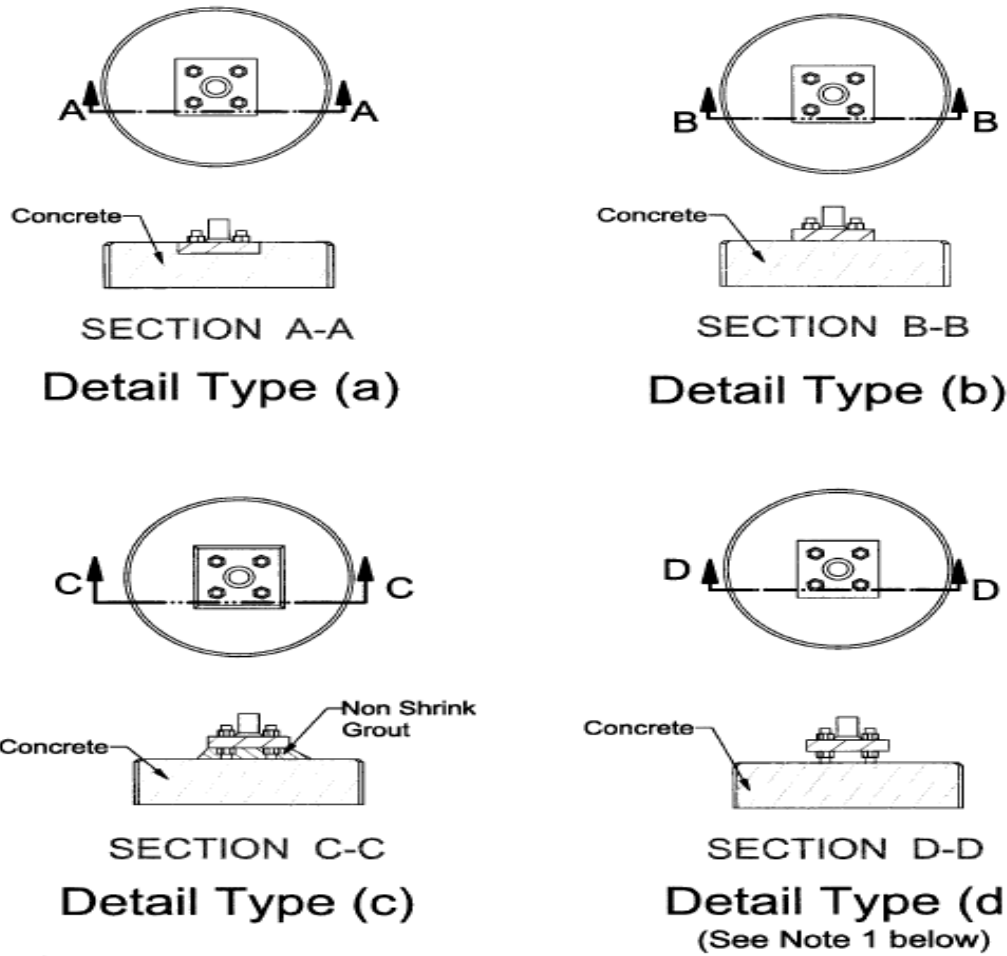 A A
Concrete
SECTION A-A
Detail Type (a)
B B
Concrete
SECTION B-B
Detail Type (b)
C C
Non Shrink
Grout
Concrete
SECTION C-C
Detail Type (c)
D D
Concrete
SECTION D-D
Detail Type (d
(See Note 1 below)